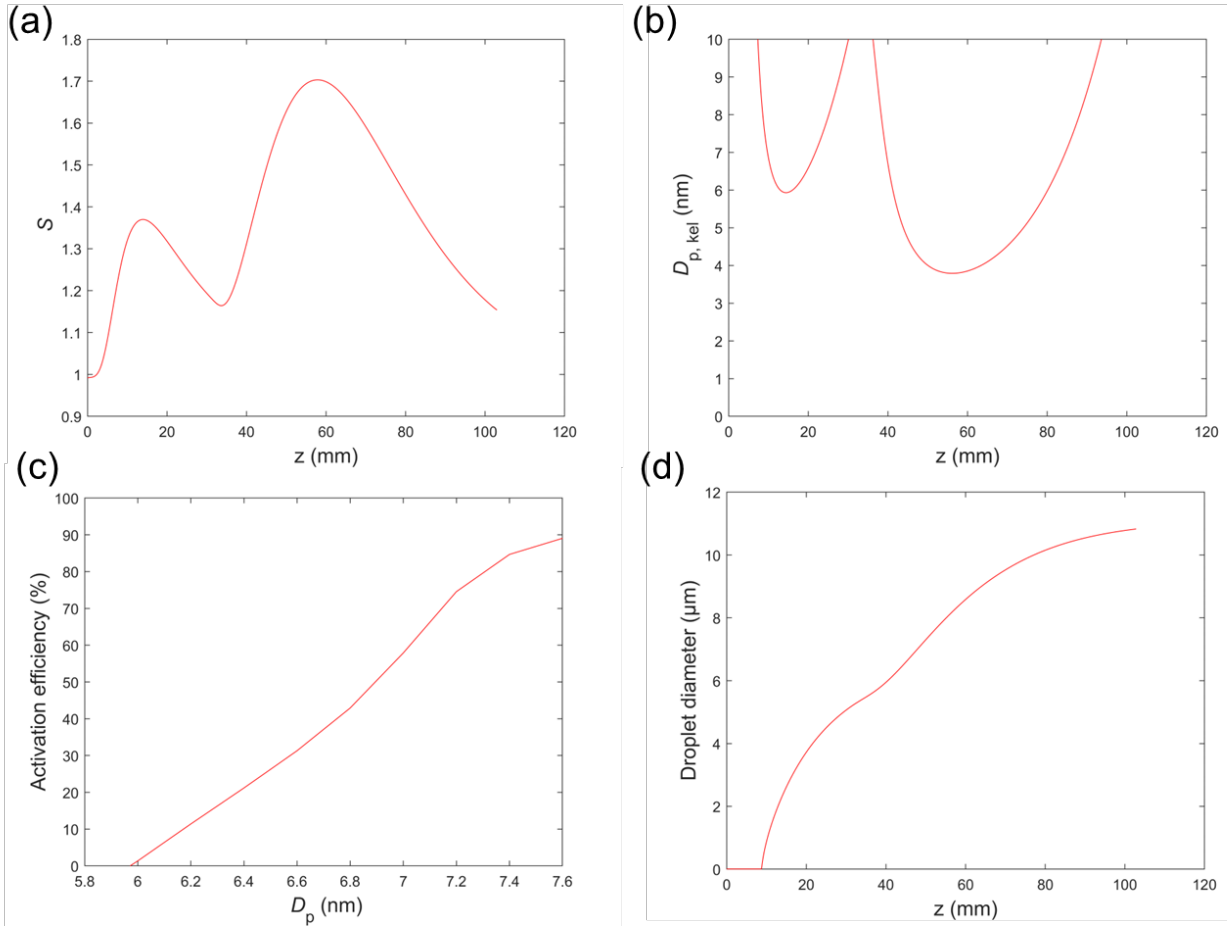 (a)
1.8
1.7
1.6
1.5
1.4
1.3
1.2
1.1
1
0.9
S
0 20 40 60 80 100 120
z (mm)
(b)
10
9
8
7
6
5
4
3
2
1
0
Dp, kel (nm)
0 20 40 60 80 100 120
z (mm)
(c)
100
90
80
70
60
50
40
30
20
10
0
Activation efficiency (%)
5.8 6 6.2 6.4 6.6 6.8 7 7.2 7.4 7.6
Dp (nm)
(d)
12
10
8
6
4
2
0
Droplet diameter (μm)
0 20 40 60 80 100 120
z (mm)